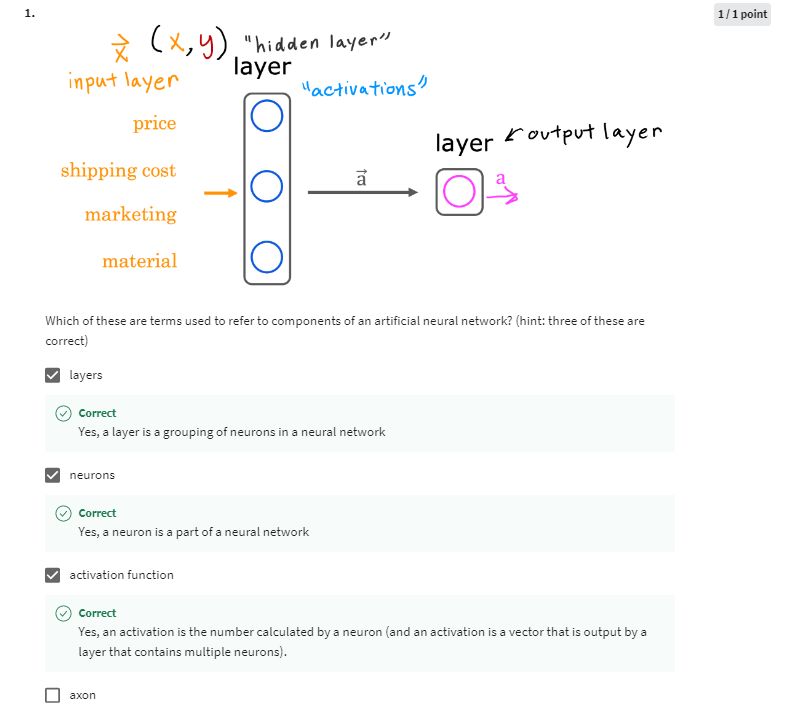 1.
1 / 1 point
x⃗ (x,y) "hidden layer"
layer
input layer
"activations"
price
layer ↙output layer
shipping cost
a⃗
a
marketing
material
Which of these are terms used to refer to components of an artificial neural network? (hint: three of these are
correct)
layers
Correct
Yes, a layer is a grouping of neurons in a neural network
neurons
Correct
Yes, a neuron is a part of a neural network
activation function
Correct
Yes, an activation is the number calculated by a neuron (and an activation is a vector that is output by a
layer that contains multiple neurons).
axon